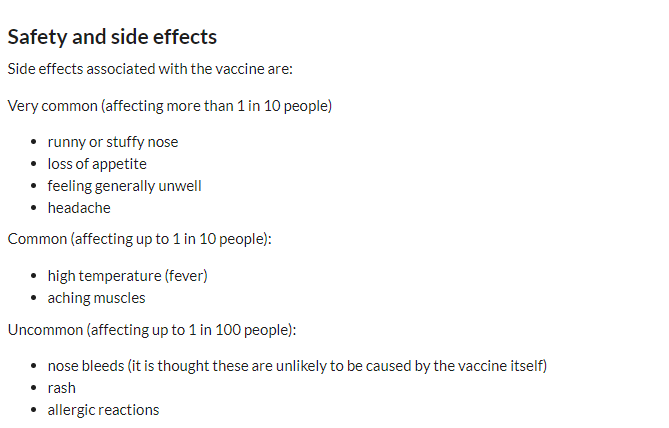 Safety and side effects
Side effects associated with the vaccine are:
Very common (affecting more than 1 in 10 people)
• runny or stuffy nose
• loss of appetite
• feeling generally unwell
• headache
Common (affecting up to 1 in 10 people):
• high temperature (fever)
• aching muscles
Uncommon (affecting up to 1 in 100 people):
• nose bleeds (it is thought these are unlikely to be caused by the vaccine itself)
• rash
• allergic reactions